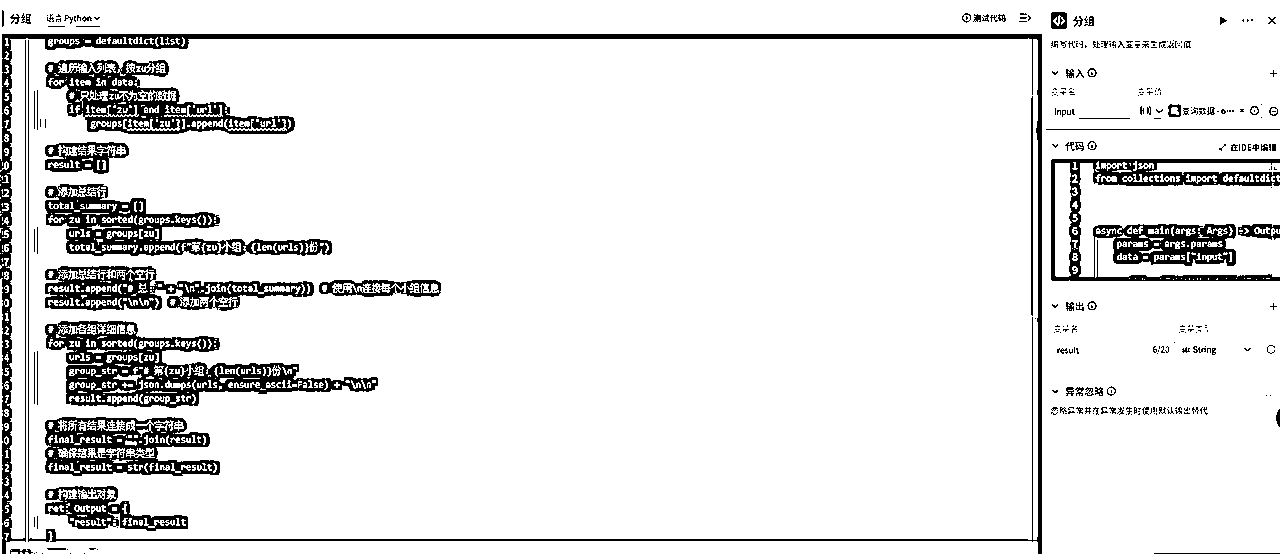 分组
语言 Python
测试代码
groups = defaultdict(list)
# 遍历输入列表，按zu分组
for item in data:
# 只处理zu不为空的数据
if item["zu"] and item["url"]:
groups[item["zu"]].append(item["url"])
# 构建结果字符串
result = []
# 添加总结行
total_summary = []
for zu in sorted(groups.keys()):
urls = groups[zu]
total_summary.append(f"第{zu}小组：{len(urls)}份")
# 添加总结行和两个空行
result.append("# 总：" + "\n".join(total_summary)) # 使用\n连接每个小组信息
result.append("\n\n") # 添加两个空行
# 添加各组详细信息
for zu in sorted(groups.keys()):
urls = groups[zu]
group_str = f"# 第{zu}小组：{len(urls)}份\n"
group_str += json.dumps(urls, ensure_ascii=False) + "\n\n"
result.append(group_str)
# 将所有结果连接成一个字符串
final_result = "".join(result)
# 确保结果是字符串类型
final_result = str(final_result)
# 构建输出对象
ret: Output = {
"result": final_result
}
分组
编写代码，处理输入变量来生成返回值
输入
变量名 变量值
input
查询数据 - o...
代码
在IDE中编辑
1 import json
2 from collections import defaultdict
3
4
5
6 async def main(args: Args) -> Outpu
7 params = args.params
8 data = params["input"]
9
输出
变量名 变量类型
result 6/20 str String
异常忽略
忽略异常并在异常发生时使用默认输出替代